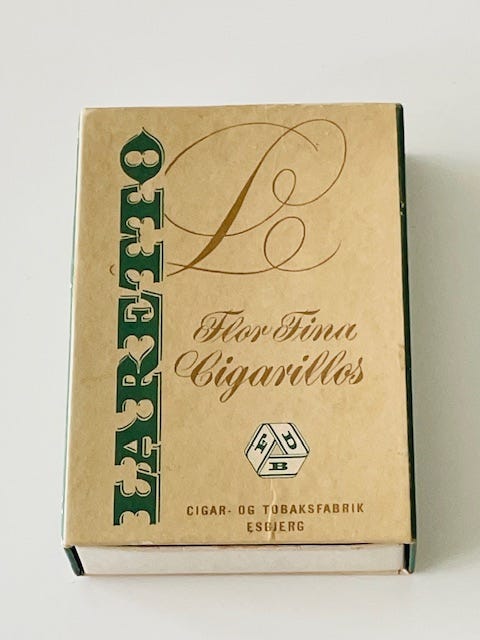 L
Flor Fina
Cigarillos
F D
B
CIGAR- OG TOBAKSFABRIK
ESBJERG